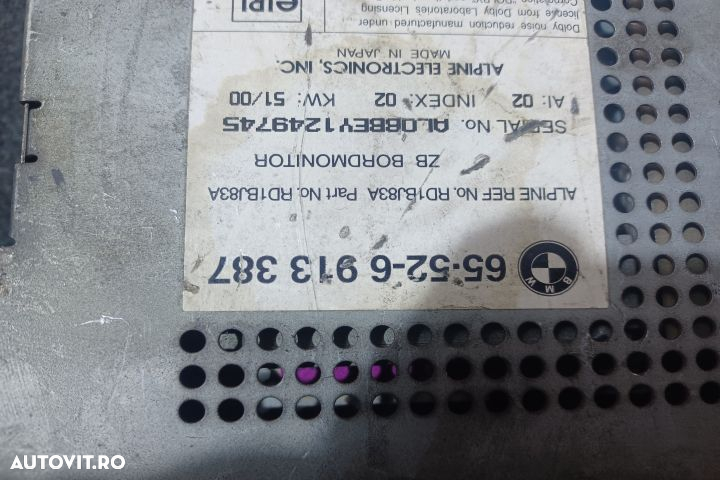 BMW
65·52-6 913 387
ALPINE REF No. RD1BJ83A Part No. RD1BJ83A
ZB BORDMONITOR
SERIAL No. AL0BBEY1249745
AI: 02 INDEX: 02 KW: 51/00
ALPINE ELECTRONICS, INC.
MADE IN JAPAN
Dolby noise reduction manufactured under
license from Dolby Laboratories Licensing
AUTOVIT.RO